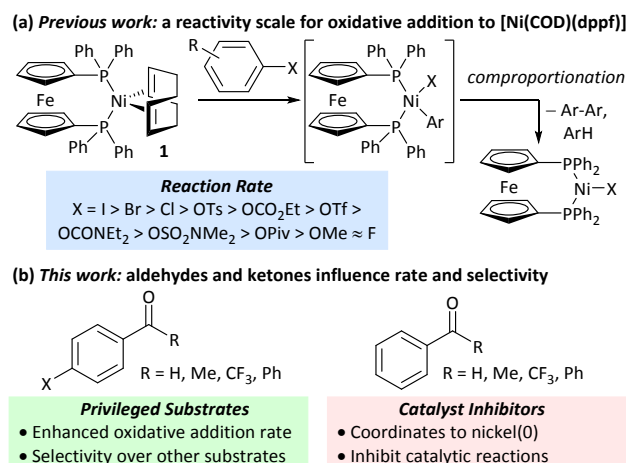 (a) Previous work: a reactivity scale for oxidative addition to [Ni(COD)(dppf)]
Ph Ph
P
Fe Ni
P
Ph Ph
1
R
X
Ph Ph
P X
Fe Ni
P Ar
Ph Ph
comproportionation
– Ar-Ar,
ArH
PPh₂
Fe Ni–X
PPh₂
Reaction Rate
X = I > Br > Cl > OTs > OCO₂Et > OTf >
OCONEt₂ > OSO₂NMe₂ > OPiv > OMe ≈ F
(b) This work: aldehydes and ketones influence rate and selectivity
O
R
X
R = H, Me, CF₃, Ph
O
R
R = H, Me, CF₃, Ph
Privileged Substrates
• Enhanced oxidative addition rate
• Selectivity over other substrates
Catalyst Inhibitors
• Coordinates to nickel(0)
• Inhibit catalytic reactions